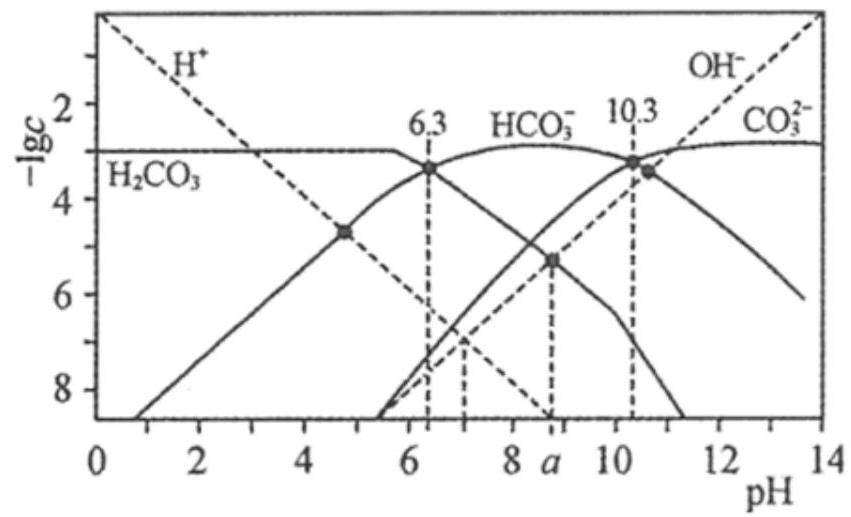 H⁺
OH⁻
2
6.3
HCO₃⁻
10.3
CO₃²⁻
−lgc
H₂CO₃
4
6
8
0 2 4 6 8 a 10 12 14
pH